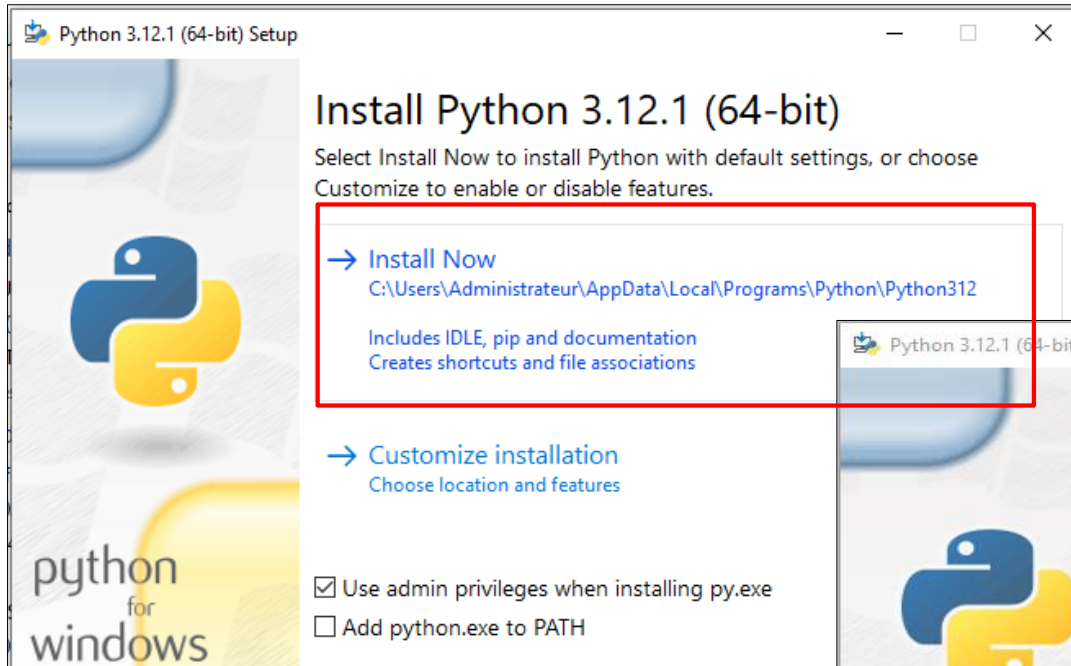 Python 3.12.1 (64-bit) Setup
Install Python 3.12.1 (64-bit)
Select Install Now to install Python with default settings, or choose
Customize to enable or disable features.
Install Now
C:\Users\Administrateur\AppData\Local\Programs\Python\Python312
Includes IDLE, pip and documentation
Creates shortcuts and file associations
Python 3.12.1 (64-bit
Customize installation
Choose location and features
Use admin privileges when installing py.exe
Add python.exe to PATH
python
for
windows